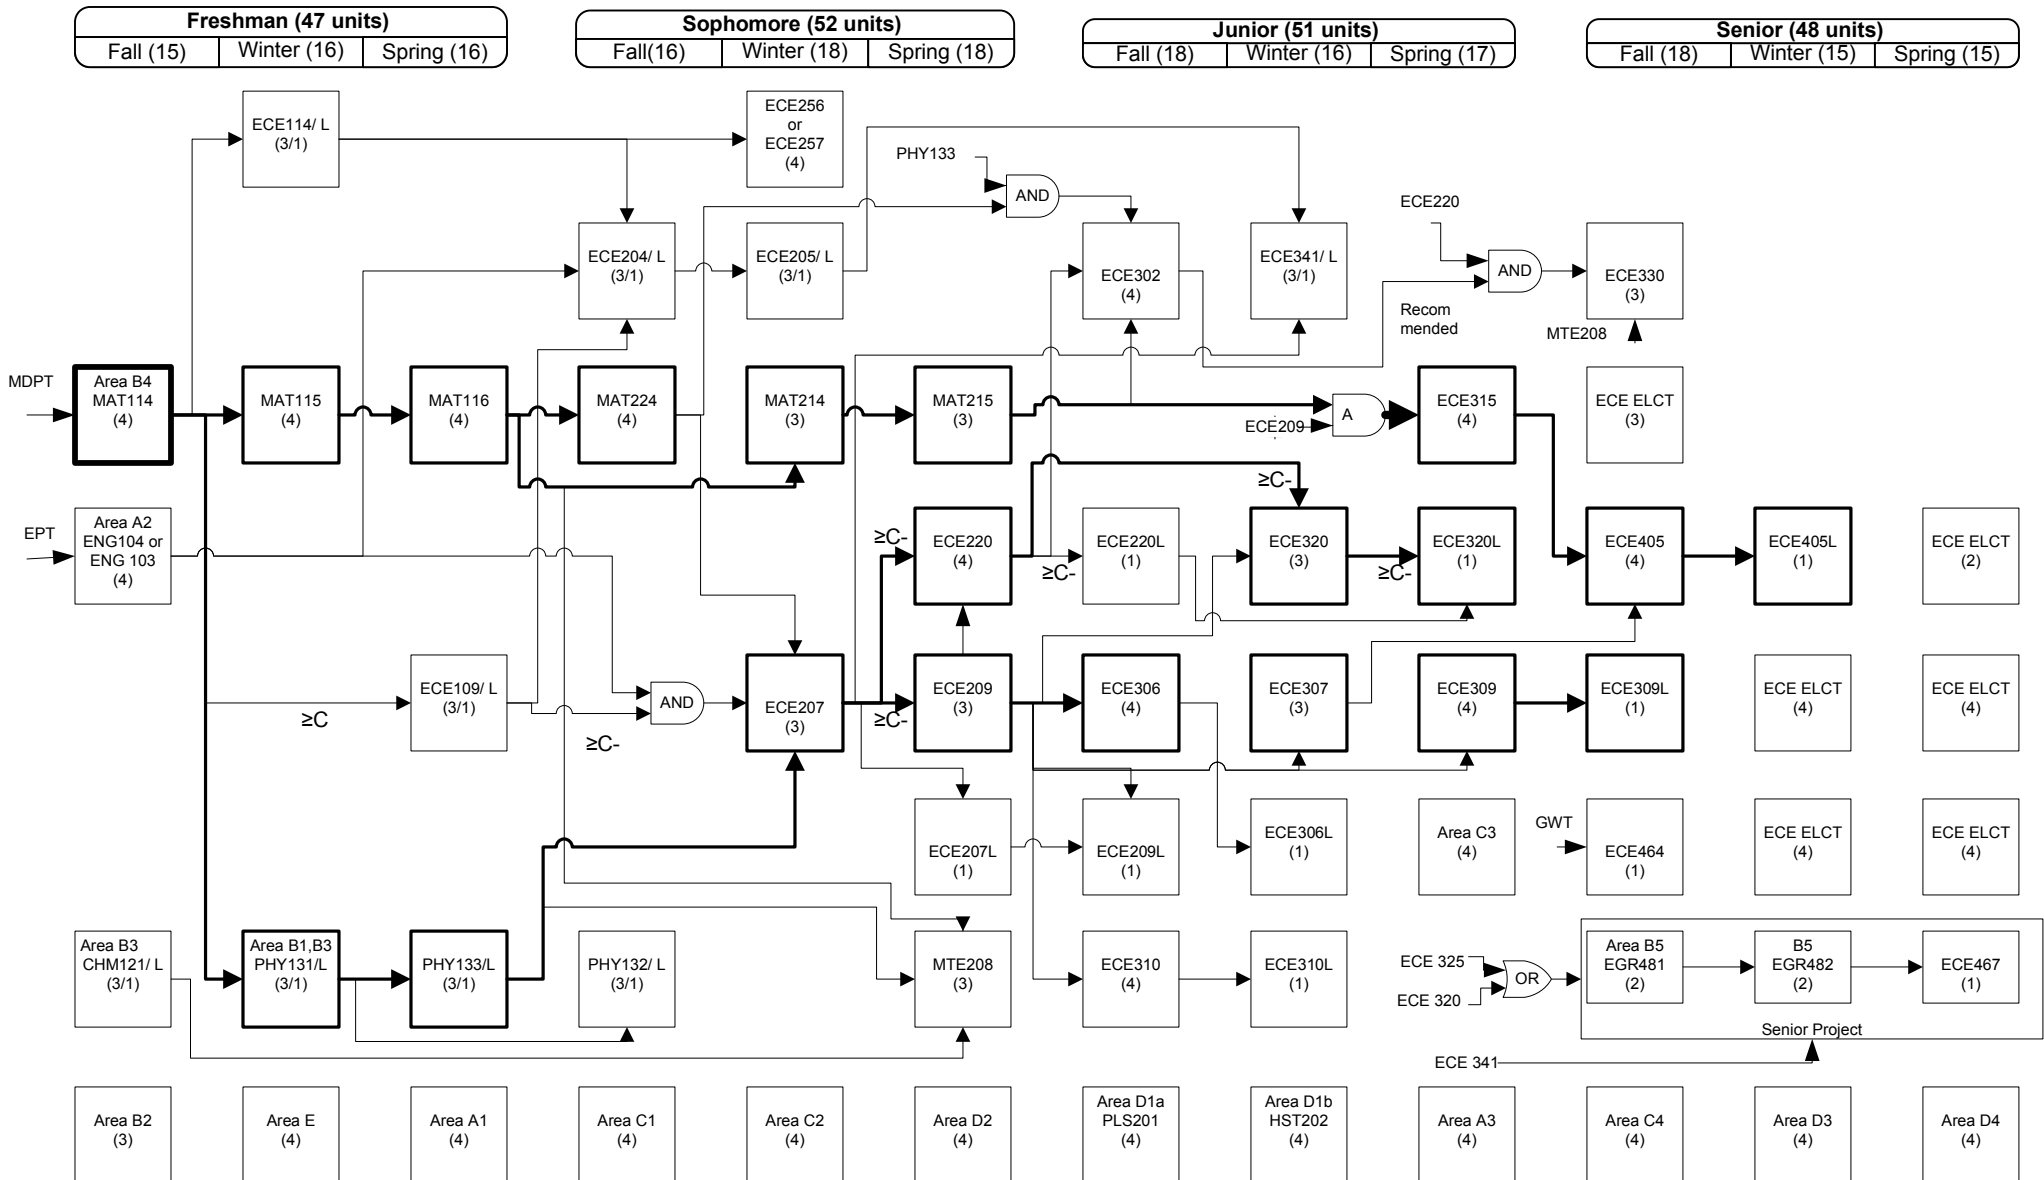 Freshman (47 units)
Fall (15)
Winter (16)
Spring (16)
Sophomore (52 units)
Fall(16)
Winter (18)
Spring (18)
Junior (51 units)
Fall (18)
Winter (16)
Spring (17)
Senior (48 units)
Fall (18)
Winter (15)
Spring (15)
ECE114/ L
(3/1)
ECE256
or
ECE257
(4)
PHY133
AND
ECE204/ L
(3/1)
ECE205/ L
(3/1)
ECE302
(4)
ECE341/ L
(3/1)
ECE220
AND
Recom
mended
ECE330
(3)
MTE208
MDPT
Area B4
MAT114
(4)
MAT115
(4)
MAT116
(4)
MAT224
(4)
MAT214
(3)
MAT215
(3)
ECE209
A
ECE315
(4)
ECE ELCT
(3)
EPT
Area A2
ENG104 or
ENG 103
(4)
≥C-
ECE220
(4)
≥C-
ECE220L
(1)
≥C-
ECE320
(3)
≥C-
ECE320L
(1)
ECE405
(4)
ECE405L
(1)
ECE ELCT
(2)
≥C
ECE109/ L
(3/1)
≥C-
AND
ECE207
(3)
≥C-
ECE209
(3)
ECE306
(4)
ECE307
(3)
ECE309
(4)
ECE309L
(1)
ECE ELCT
(4)
ECE ELCT
(4)
ECE207L
(1)
ECE209L
(1)
ECE306L
(1)
Area C3
(4)
GWT
ECE464
(1)
ECE ELCT
(4)
ECE ELCT
(4)
Area B3
CHM121/ L
(3/1)
Area B1,B3
PHY131/L
(3/1)
PHY133/L
(3/1)
PHY132/ L
(3/1)
MTE208
(3)
ECE310
(4)
ECE310L
(1)
ECE 325
ECE 320
OR
Area B5
EGR481
(2)
B5
EGR482
(2)
ECE467
(1)
Senior Project
ECE 341
Area B2
(3)
Area E
(4)
Area A1
(4)
Area C1
(4)
Area C2
(4)
Area D2
(4)
Area D1a
PLS201
(4)
Area D1b
HST202
(4)
Area A3
(4)
Area C4
(4)
Area D3
(4)
Area D4
(4)